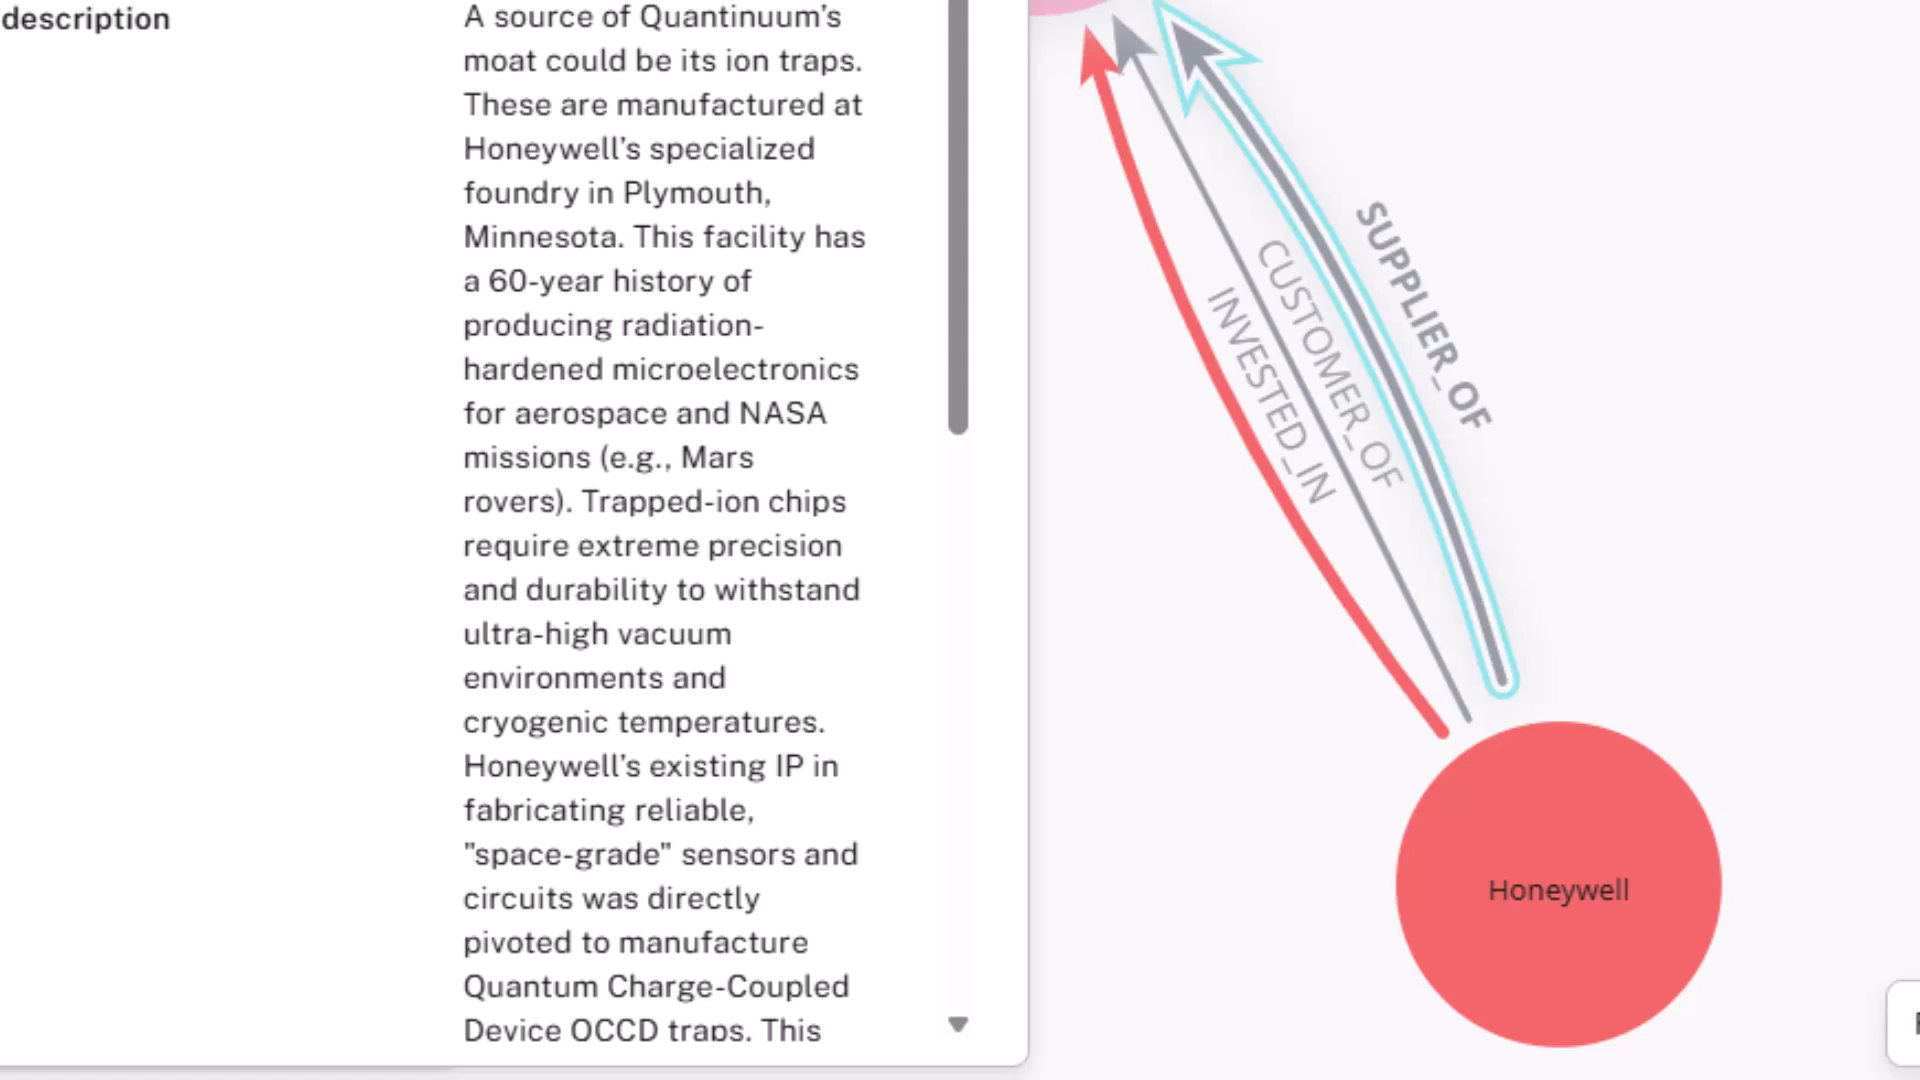 description
A source of Quantinuum’s
moat could be its ion traps.
These are manufactured at
Honeywell’s specialized
foundry in Plymouth,
Minnesota. This facility has
a 60-year history of
producing radiation-
hardened microelectronics
for aerospace and NASA
missions (e.g., Mars
rovers). Trapped-ion chips
require extreme precision
and durability to withstand
ultra-high vacuum
environments and
cryogenic temperatures.
Honeywell’s existing IP in
fabricating reliable,
"space-grade" sensors and
circuits was directly
pivoted to manufacture
Quantum Charge-Coupled
Device QCCD traps. This
SUPPLIER_OF
CUSTOMER_OF
INVESTED_IN
Honeywell